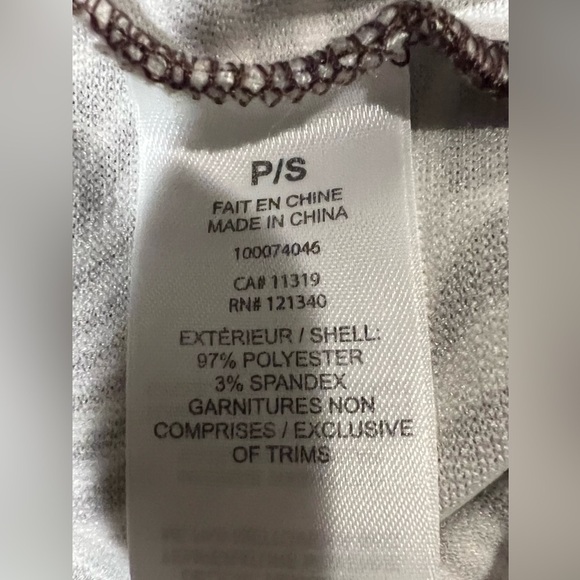 P/S
FAIT EN CHINE
MADE IN CHINA
100074046
CA# 11319
RN# 121340
EXTÉRIEUR / SHELL:
97% POLYESTER
3% SPANDEX
GARNITURES NON
COMPRISES / EXCLUSIVE
OF TRIMS